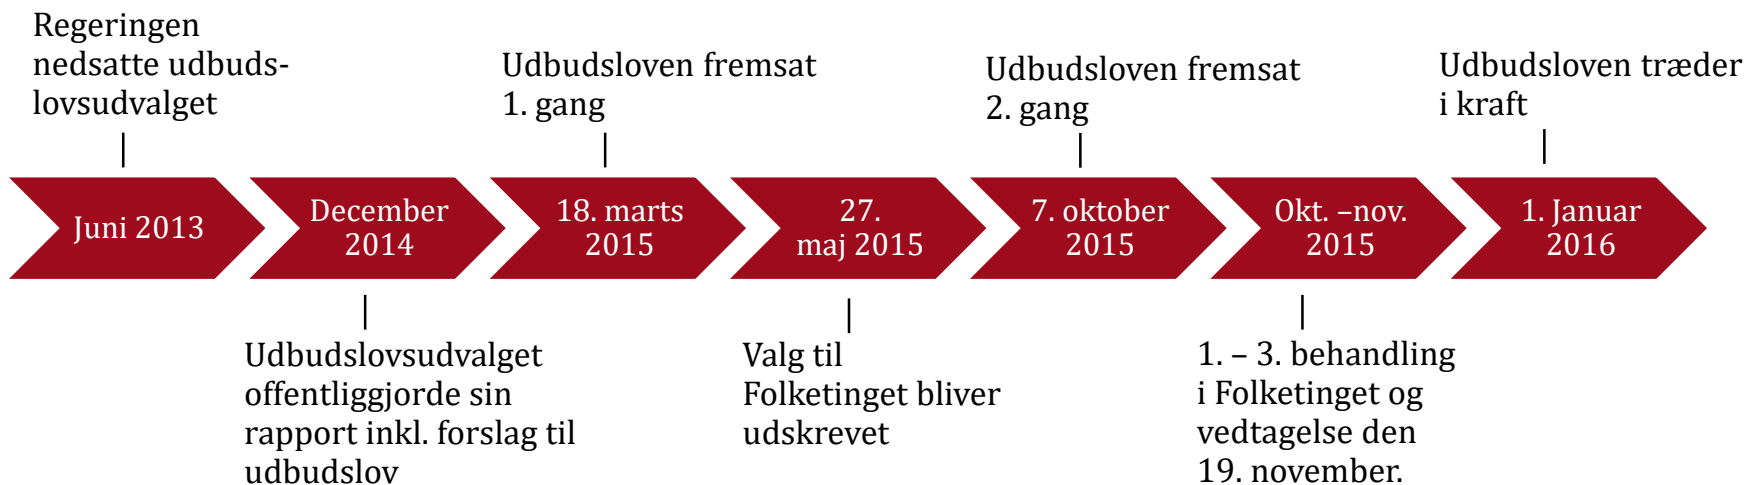 Regeringen
nedsatte udbuds-
lovsudvalget
Udbudsloven fremsat
1. gang
Udbudsloven fremsat
2. gang
Udbudsloven træder
i kraft
Juni 2013
December
2014
18. marts
2015
27.
maj 2015
7. oktober
2015
Okt. –nov.
2015
1. Januar
2016
Udbudslovsudvalget
offentliggjorde sin
rapport inkl. forslag til
udbudslov
Valg til
Folketinget bliver
udskrevet
1. – 3. behandling
i Folketinget og
vedtagelse den
19. november.